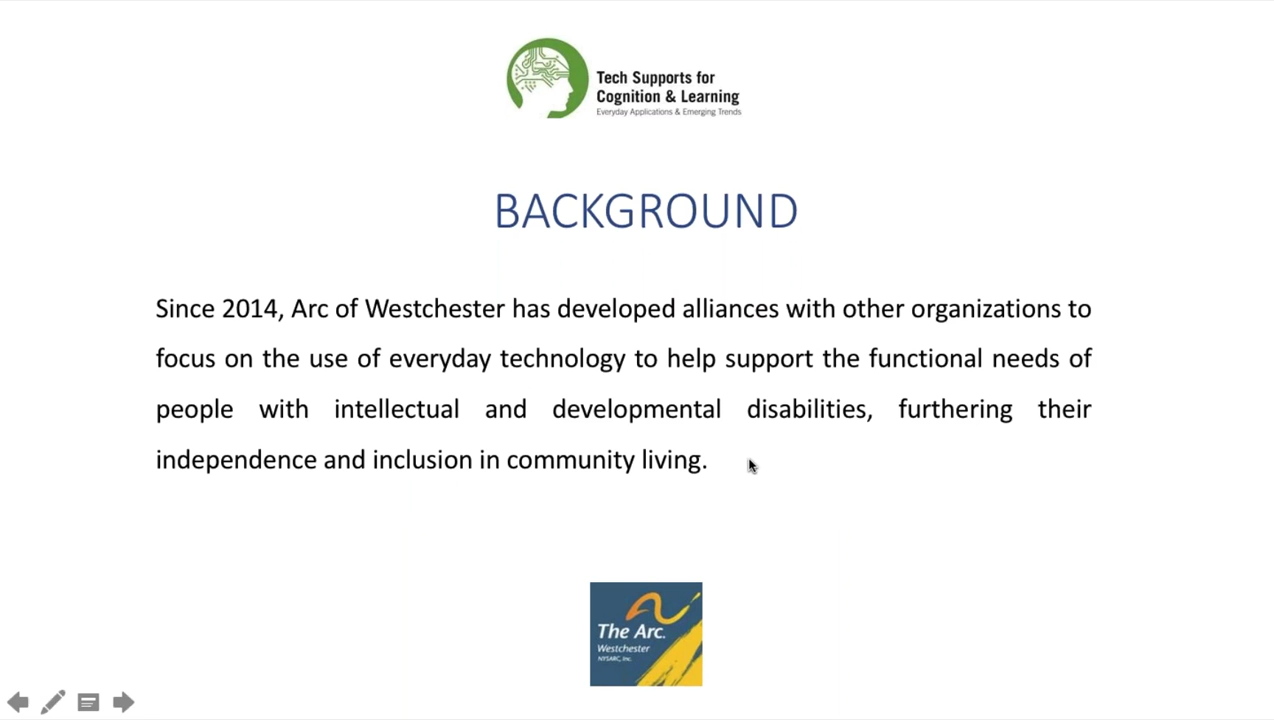 Tech Supports for
Cognition & Learning
Everyday Applications & Emerging Trends
BACKGROUND
Since 2014, Arc of Westchester has developed alliances with other organizations to
focus on the use of everyday technology to help support the functional needs of
people with intellectual and developmental disabilities, furthering their
independence and inclusion in community living.
The Arc.
Westchester
NYSARC, Inc.